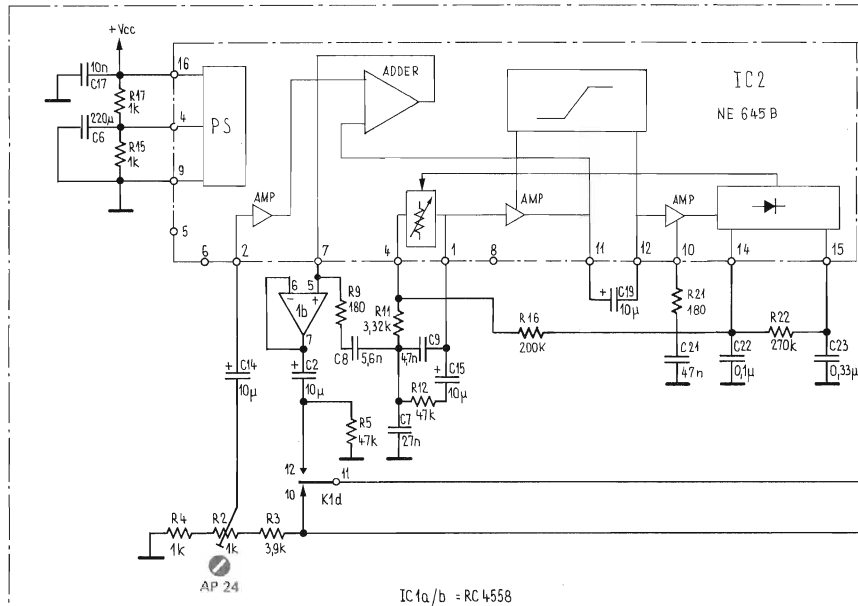 +Vcc
10n
C17
16
R17
1k
220µ
C6
4
R15
1k
9
PS
5
6
2
AMP
ADDER
IC2
NE 645B
AMP
AMP
7
4
1
8
11
12
10
14
15
6 5
− +
1b
7
R9
180
R11
3,32k
+ C19
10µ
R21
180
R16
200k
R22
270k
C8
5,6n
C9
4,7n
+ C15
10µ
C21
47n
C22
0,1µ
C23
0,33µ
+ C14
10µ
+ C2
10µ
R12
47k
C7
27n
R5
47k
12
11
10
K1d
R4
1k
R2
1k
R3
3,9k
AP 24
IC1a/b = RC4558